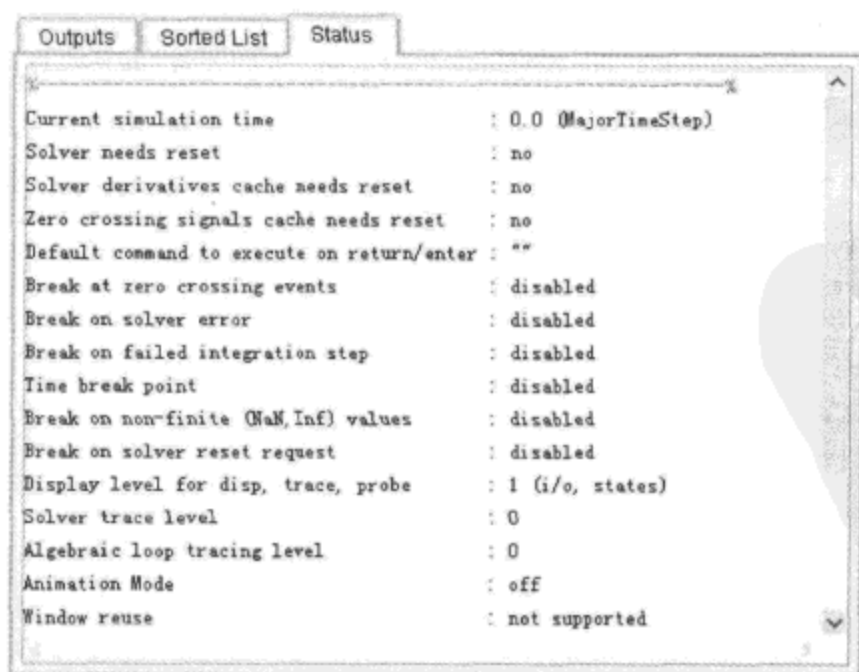 Outputs Sorted List Status
%----------------------------------------------------------------%
Current simulation time : 0.0 (MajorTimeStep)
Solver needs reset : no
Solver derivatives cache needs reset : no
Zero crossing signals cache needs reset : no
Default command to execute on return/enter : ""
Break at zero crossing events : disabled
Break on solver error : disabled
Break on failed integration step : disabled
Time break point : disabled
Break on non-finite (NaN,Inf) values : disabled
Break on solver reset request : disabled
Display level for disp, trace, probe : 1 (i/o, states)
Solver trace level : 0
Algebraic loop tracing level : 0
Animation Mode : off
Window reuse : not supported